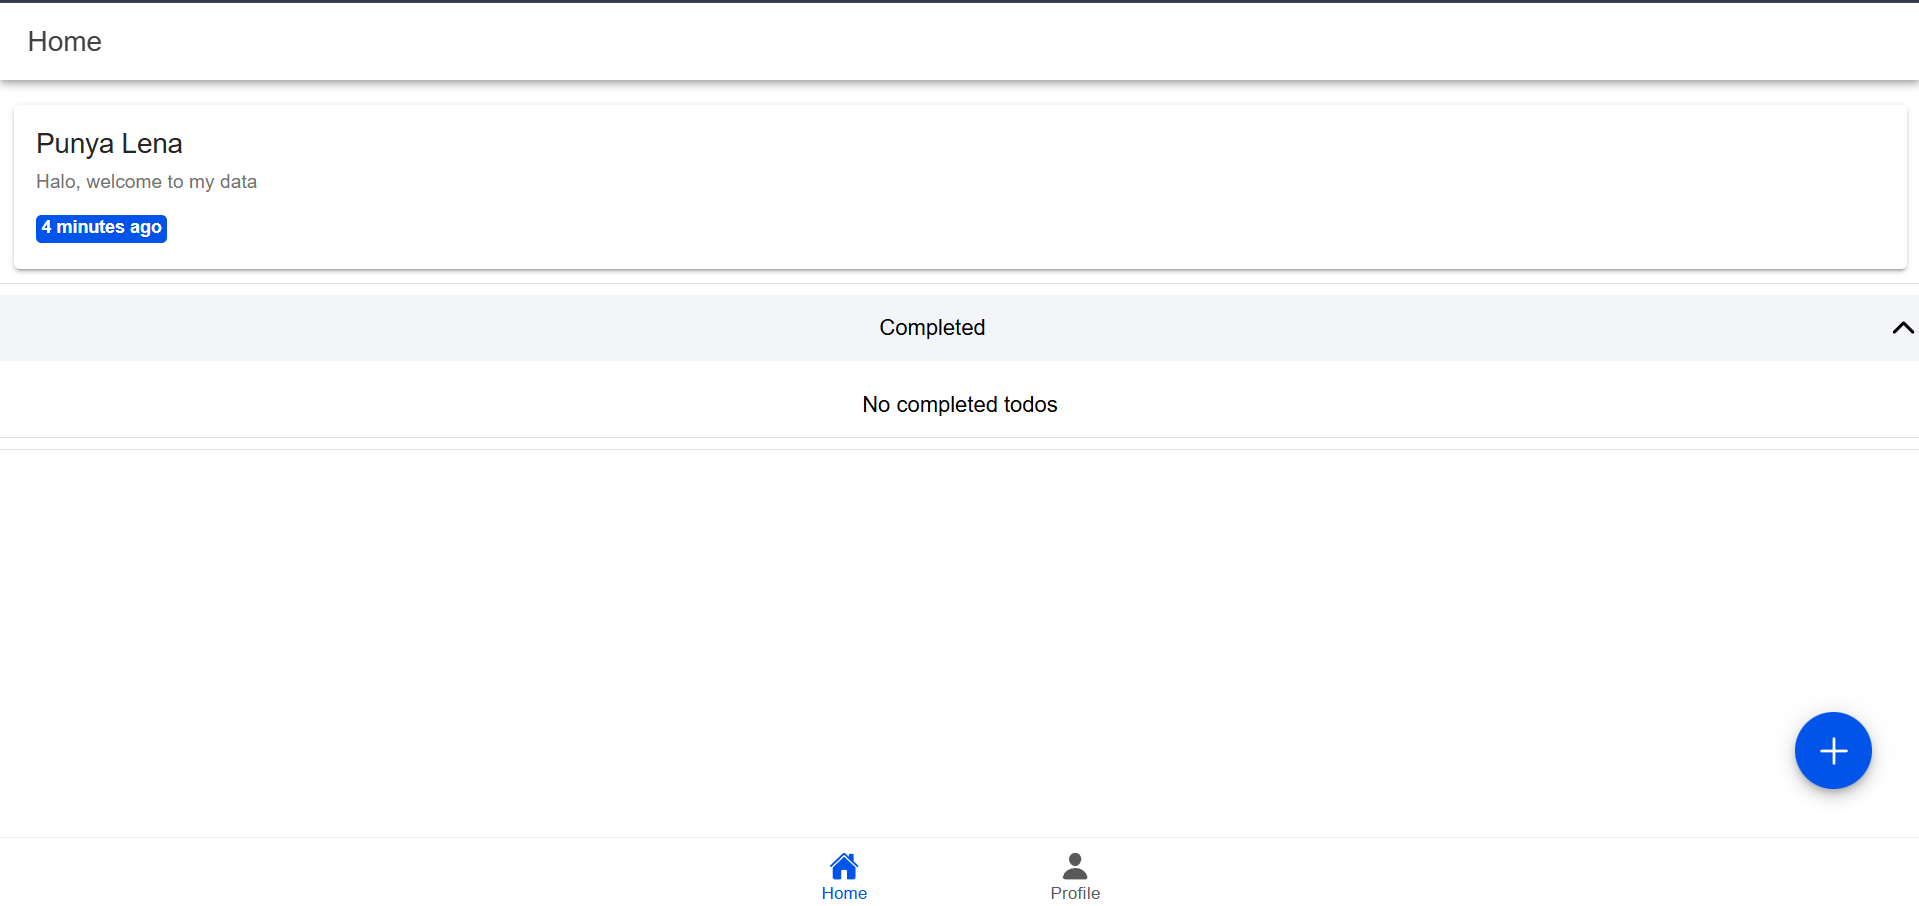 Home
Punya Lena
Halo, welcome to my data
4 minutes ago
Completed
No completed todos
Home
Profile